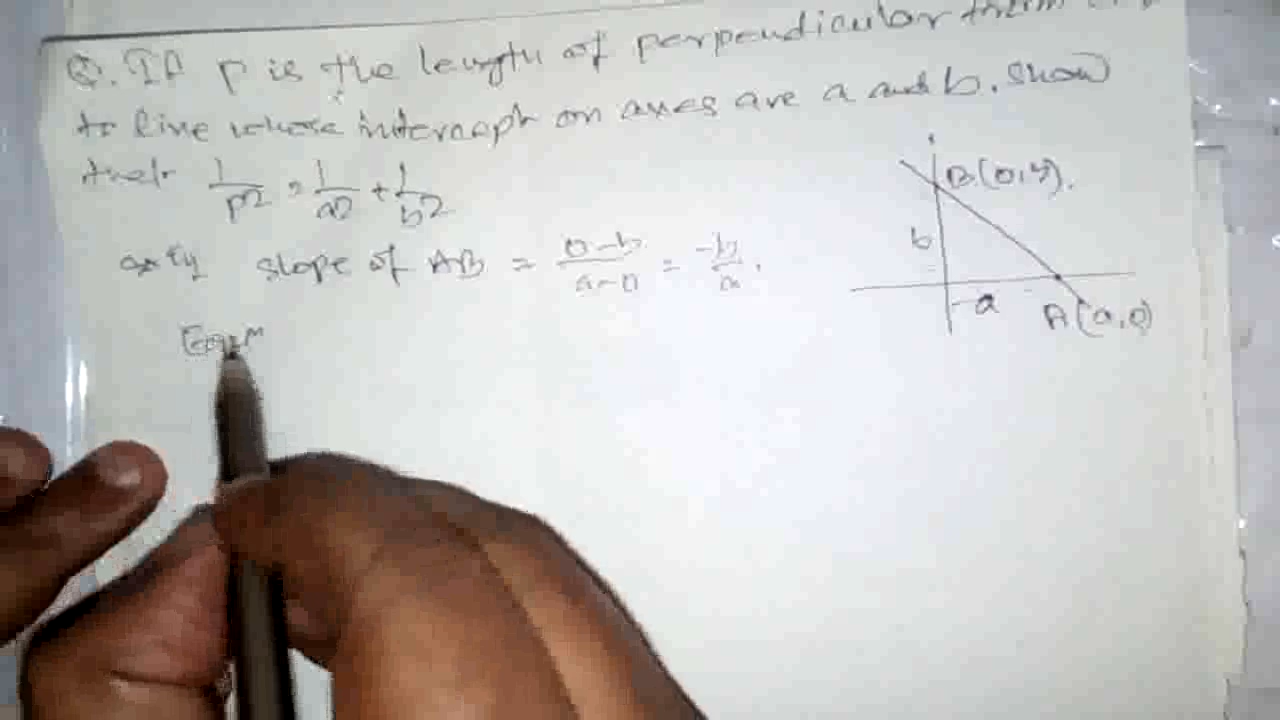 Q. If P is the length of perpendicular from
to line whose intercept on axes are a and b. show
that 1/p2 = 1/a2 + 1/b2
slope of AB = 0-b/a-0 = -b/a.
Eqn
B(0,b).
b
a
A(a,0)